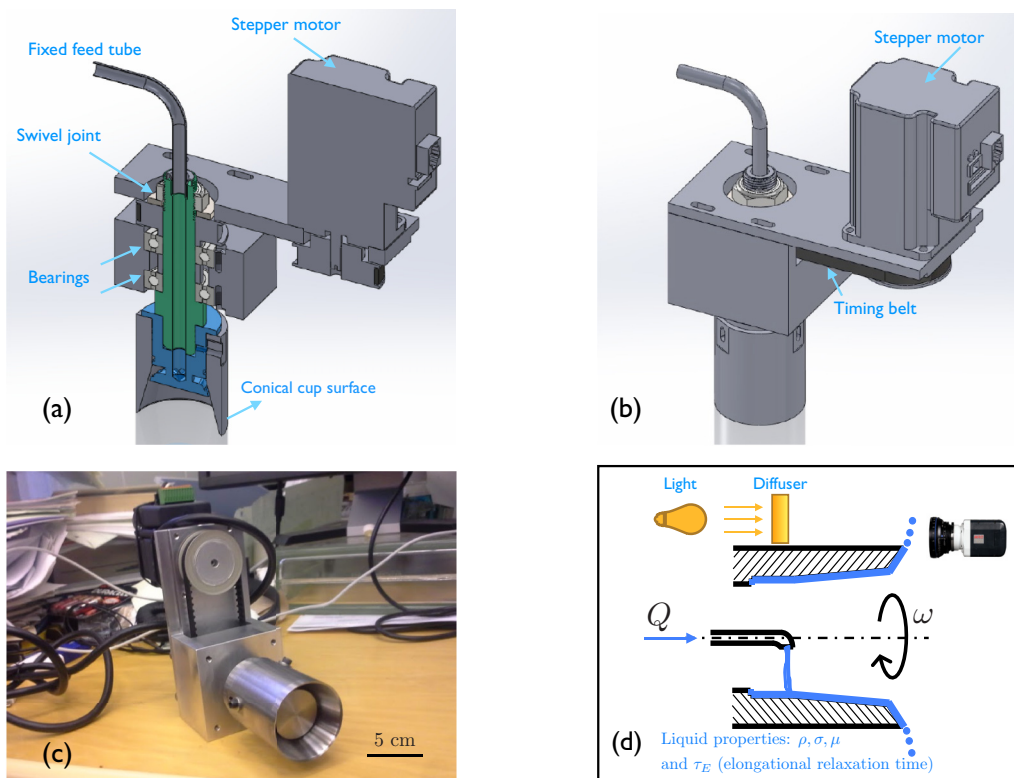 Stepper motor
Fixed feed tube
Swivel joint
Bearings
Conical cup surface
(a)
Stepper motor
Timing belt
(b)
(c)
5 cm
Light
Diffuser
Q
ω
(d)
Liquid properties: ρ, σ, μ
and τ_E (elongational relaxation time)